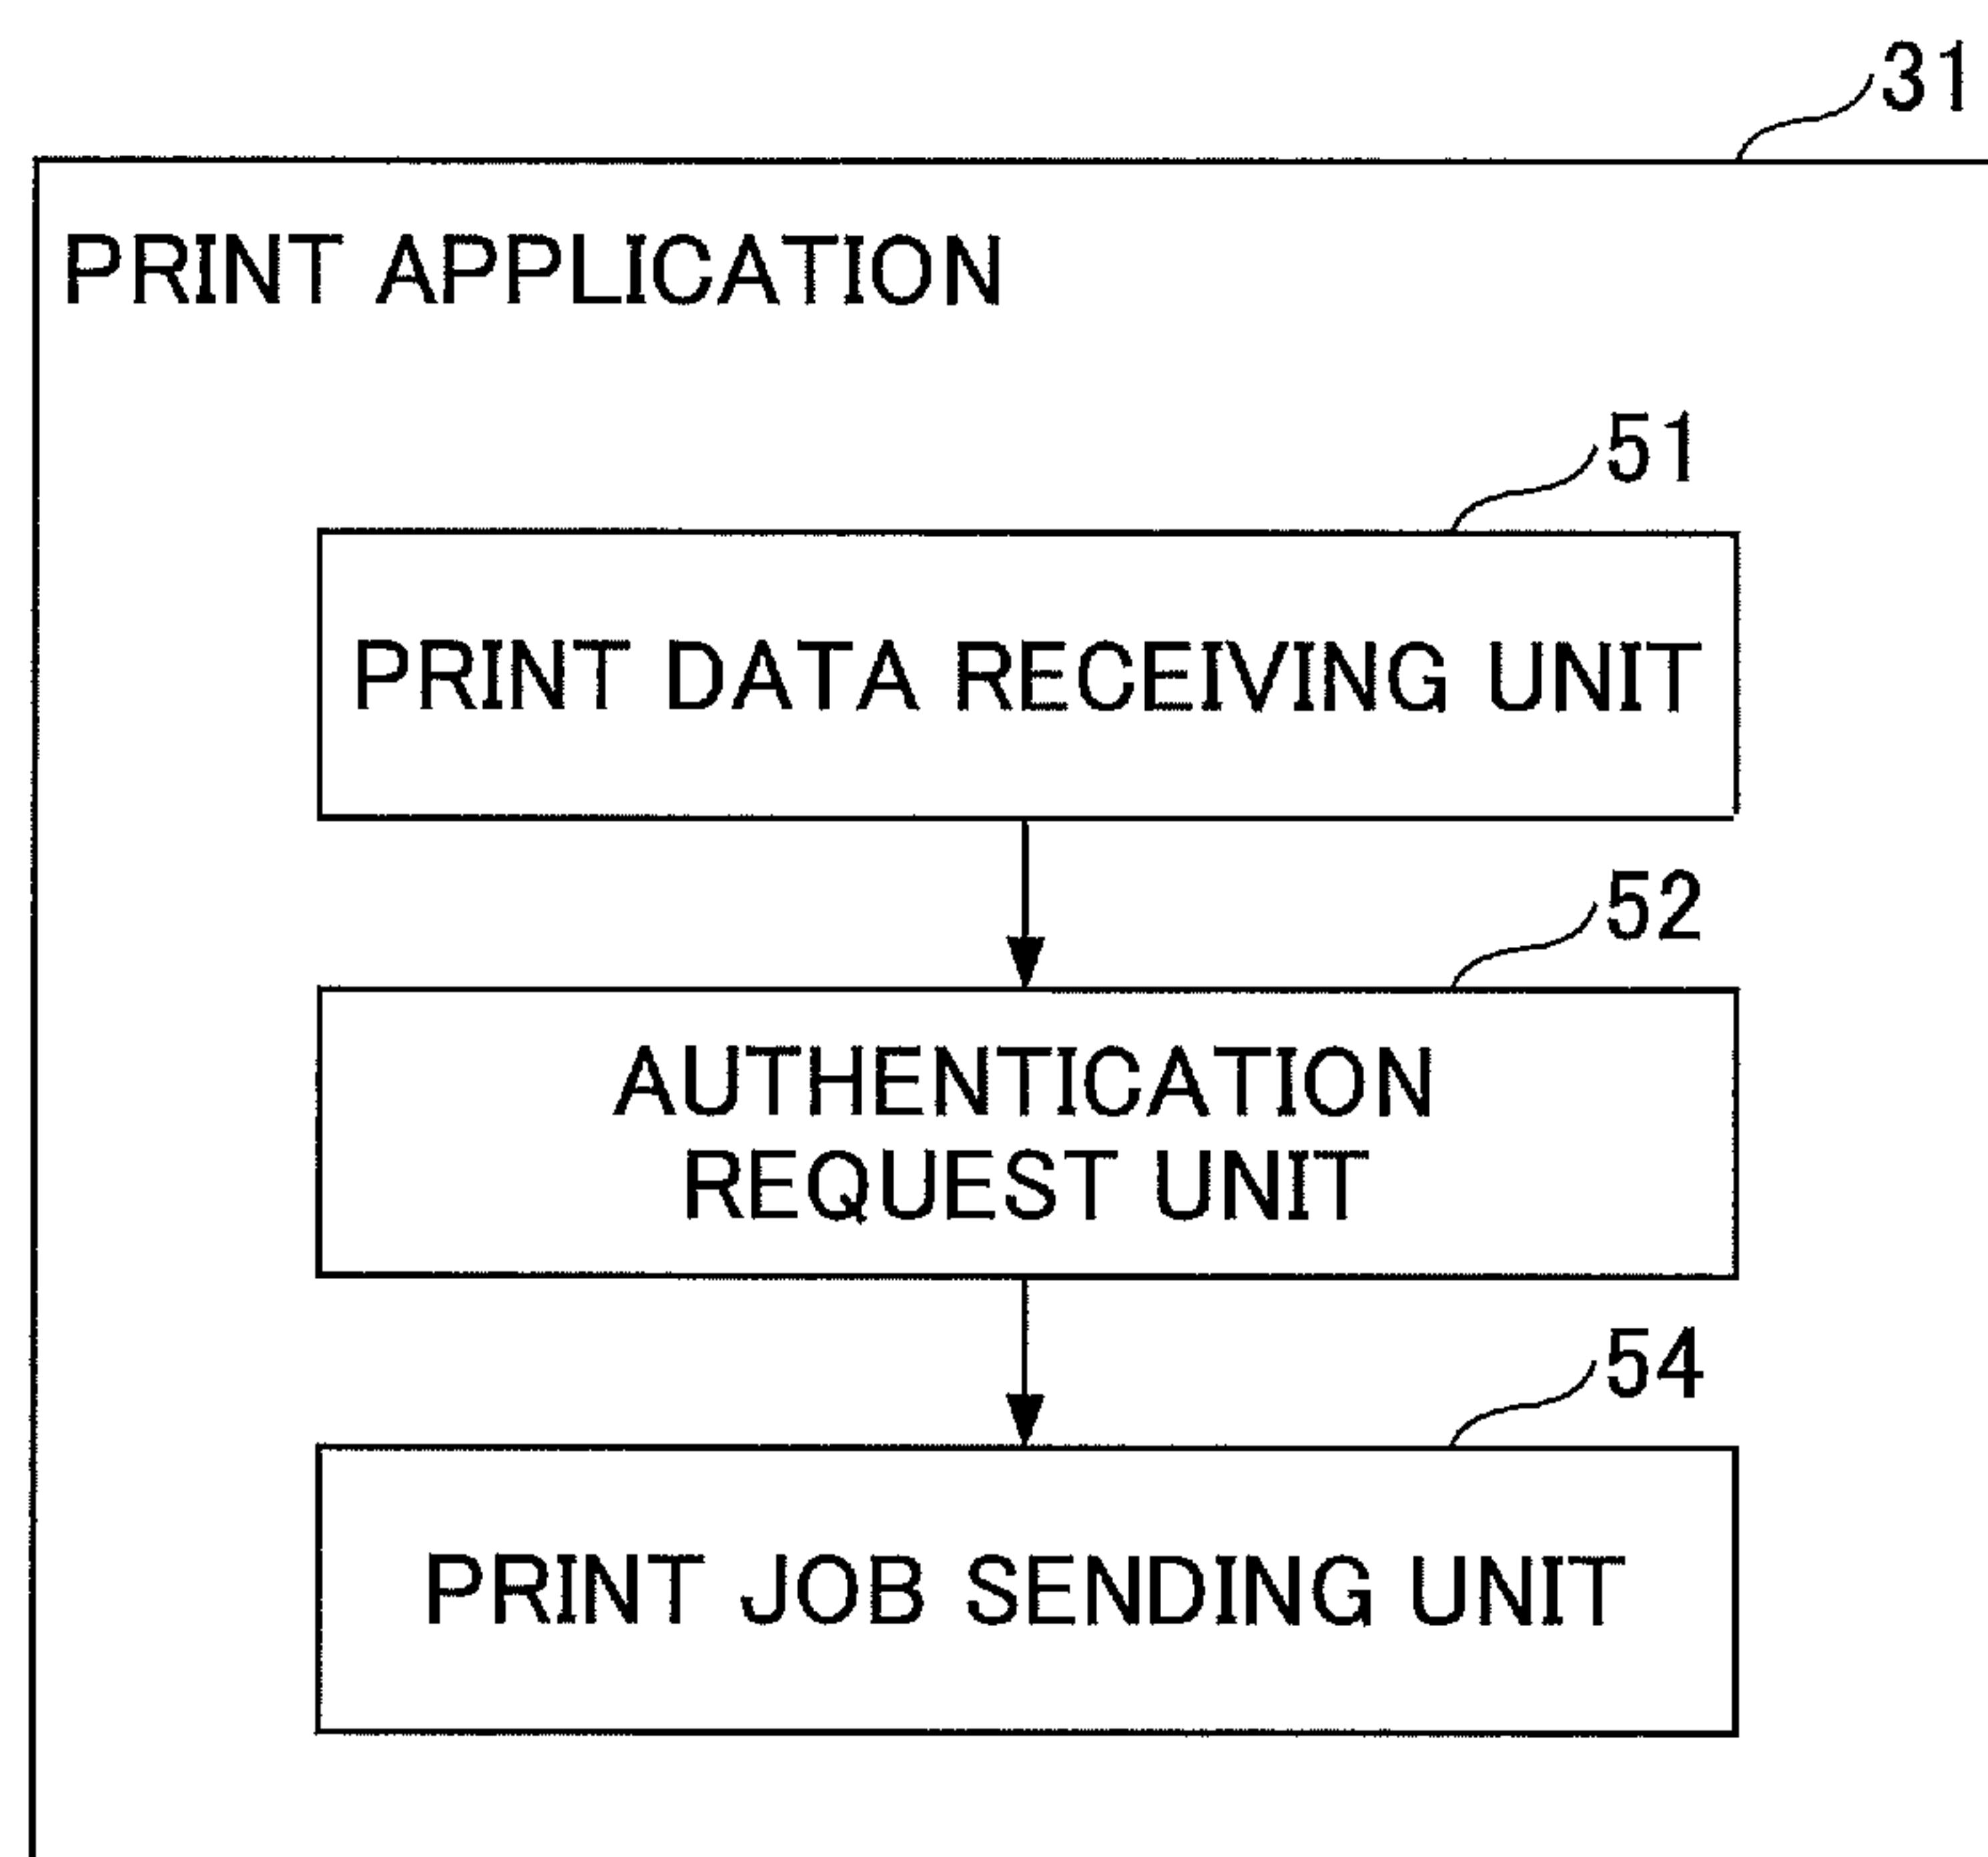 31
PRINT APPLICATION
51
PRINT DATA RECEIVING UNIT
52
AUTHENTICATION
REQUEST UNIT
54
PRINT JOB SENDING UNIT